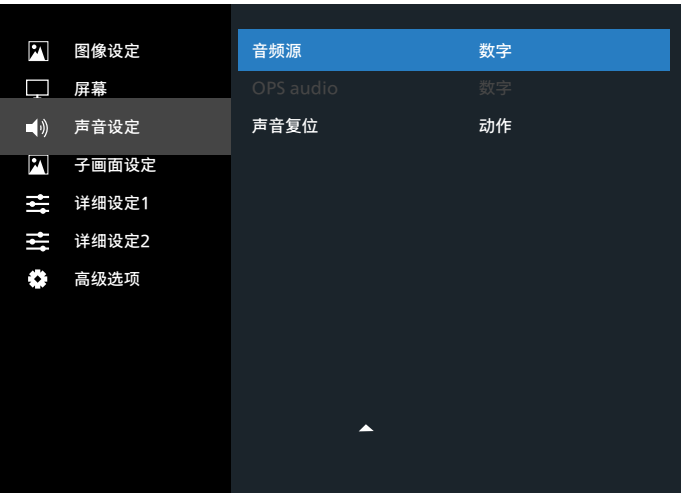 图像设定
屏幕
声音设定
子画面设定
详细设定1
详细设定2
高级选项
音频源 数字
OPS audio 数字
声音复位 动作